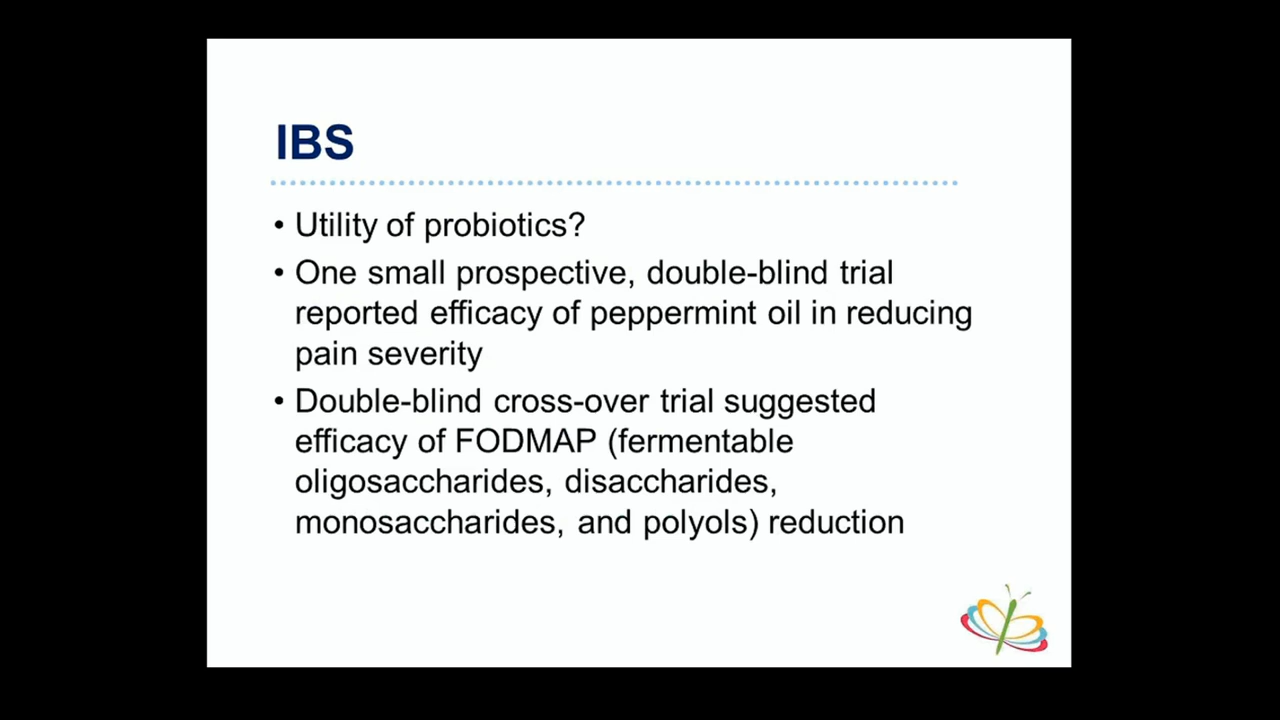 IBS
• Utility of probiotics?
• One small prospective, double-blind trial
reported efficacy of peppermint oil in reducing
pain severity
• Double-blind cross-over trial suggested
efficacy of FODMAP (fermentable
oligosaccharides, disaccharides,
monosaccharides, and polyols) reduction